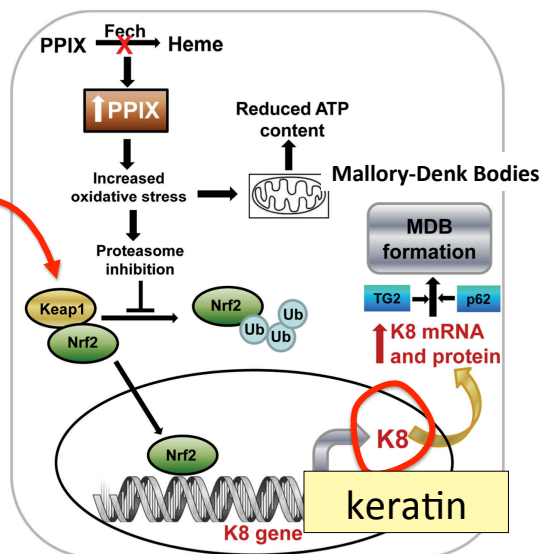 Fech
PPIX
Heme
X
PPIX
Reduced ATP
content
Increased
oxidative stress
Mallory-Denk Bodies
MDB
formation
Proteasome
inhibition
TG2
p62
Keap1
Nrf2
Nrf2
Ub
Ub
Ub
K8 mRNA
and protein
Nrf2
K8
keratin
K8 gene